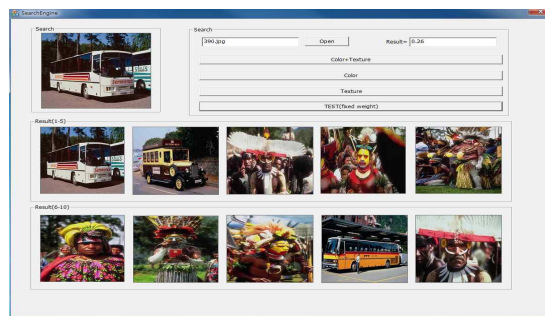 SearchEngine
Search
Search
390.jpg
Open
Result= 8.26
Color+Texture
Color
Texture
TEST(fixed weight)
Result(1-5)
Result(6-10)